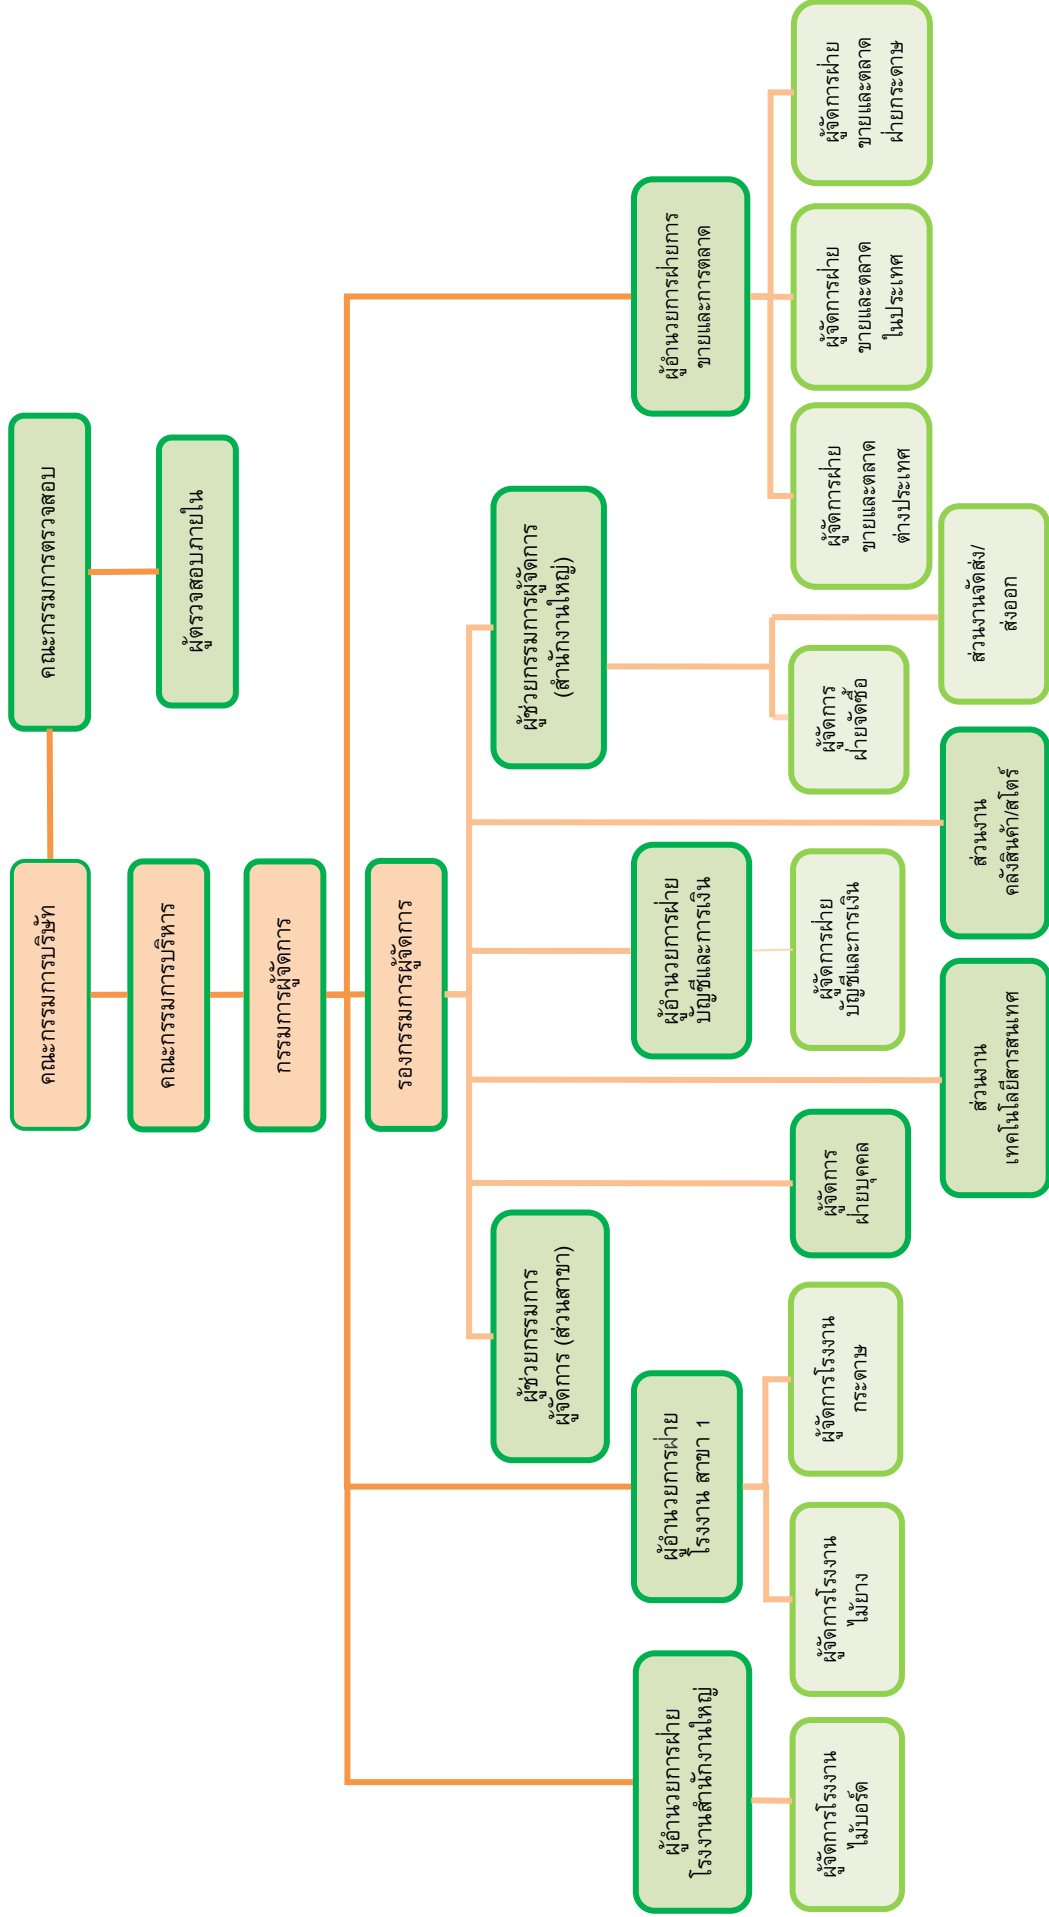 คณะกรรมการบริษัท
คณะกรรมการตรวจสอบ
ผู้ตรวจสอบภายใน
คณะกรรมการบริหาร
กรรมการผู้จัดการ
รองกรรมการผู้จัดการ
ผู้ช่วยกรรมการ
ผู้จัดการ (ส่วนสาขา)
ผู้ช่วยกรรมการผู้จัดการ
(สำนักงานใหญ่)
ผู้อำนวยการฝ่าย
โรงงานสำนักงานใหญ่
ผู้อำนวยการฝ่าย
โรงงาน สาขา 1
ผู้อำนวยการฝ่าย
บัญชีและการเงิน
ผู้อำนวยการฝ่ายการ
ขายและการตลาด
ผู้จัดการโรงงาน
ไม้บอร์ด
ผู้จัดการโรงงาน
ไม้ยาง
ผู้จัดการโรงงาน
กระดาษ
ผู้จัดการ
ฝ่ายบุคคล
ผู้จัดการฝ่าย
บัญชีและการเงิน
ผู้จัดการ
ฝ่ายจัดซื้อ
ผู้จัดการฝ่าย
ขายและตลาด
ต่างประเทศ
ผู้จัดการฝ่าย
ขายและตลาด
ในประเทศ
ผู้จัดการฝ่าย
ขายและตลาด
ฝ่ายกระดาษ
ส่วนงาน
เทคโนโลยีสารสนเทศ
ส่วนงาน
คลังสินค้า/สโตร์
ส่วนงานจัดส่ง/
ส่งออก